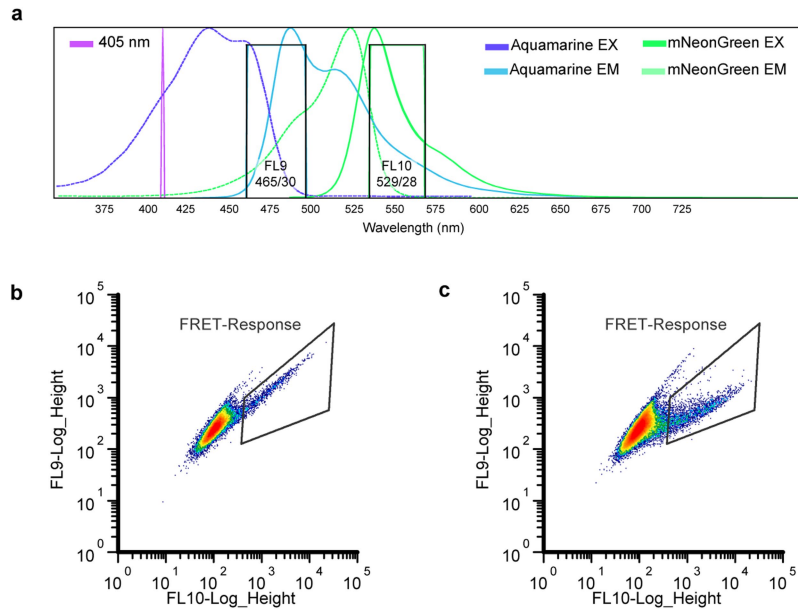 a
405 nm
Aquamarine EX
mNeonGreen EX
Aquamarine EM
mNeonGreen EM
FL9
465/30
FL10
529/28
375 400 425 450 475 500 525 550 575 600 625 650 675 700 725
Wavelength (nm)
b
FRET-Response
FL9-Log_Height
10^5
10^4
10^3
10^2
10^1
10^0
10^0 10^1 10^2 10^3 10^4 10^5
FL10-Log_Height
c
FRET-Response
FL9-Log_Height
10^5
10^4
10^3
10^2
10^1
10^0
10^0 10^1 10^2 10^3 10^4 10^5
FL10-Log_Height